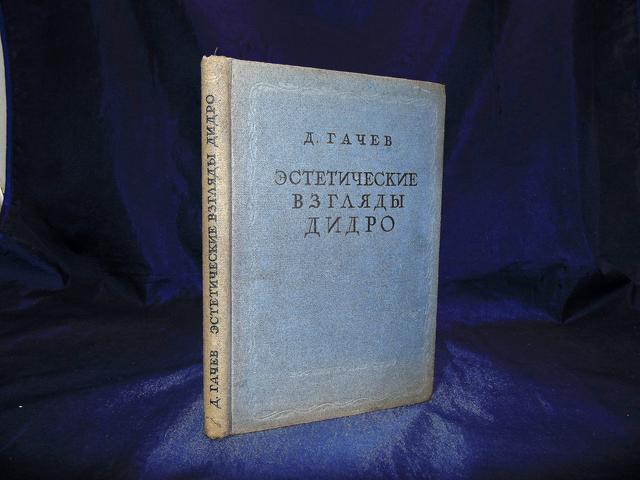 Д. ГАЧЕВ ЭСТЕТИЧЕСКИЕ ВЗГЛЯДЫ ДИДРО
Д. ГАЧЕВ
ЭСТЕТИЧЕСКИЕ
ВЗГЛЯДЫ
ДИДРО